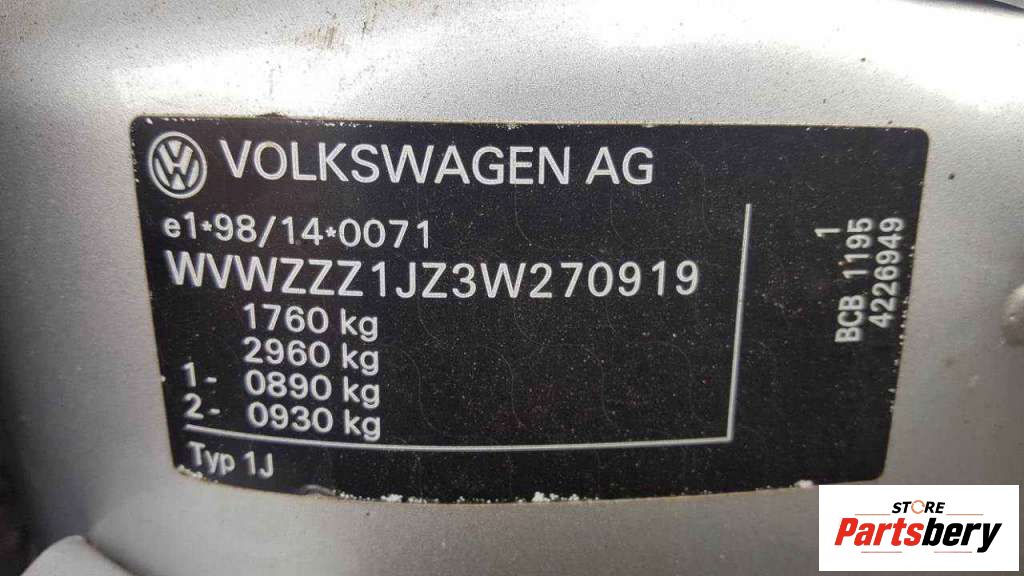 VOLKSWAGEN AG
e1*98/14*0071
WVWZZZ1JZ3W270919
1760 kg
2960 kg
1- 0890 kg
2- 0930 kg
Typ 1J
1
BCB 1195
4226949
STORE
Partsbery